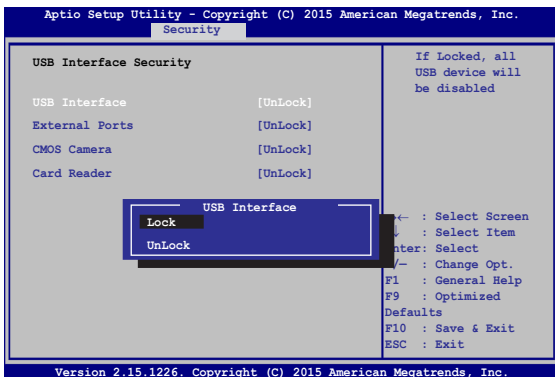 Aptio Setup Utility - Copyright (C) 2015 American Megatrends, Inc.
Security
USB Interface Security
USB Interface [UnLock]
External Ports [UnLock]
CMOS Camera [UnLock]
Card Reader [UnLock]
If Locked, all
USB device will
be disabled
USB Interface
Lock
UnLock
→← : Select Screen
↓ : Select Item
nter: Select
/— : Change Opt.
F1 : General Help
F9 : Optimized
Defaults
F10 : Save & Exit
ESC : Exit
Version 2.15.1226. Copyright (C) 2015 American Megatrends, Inc.